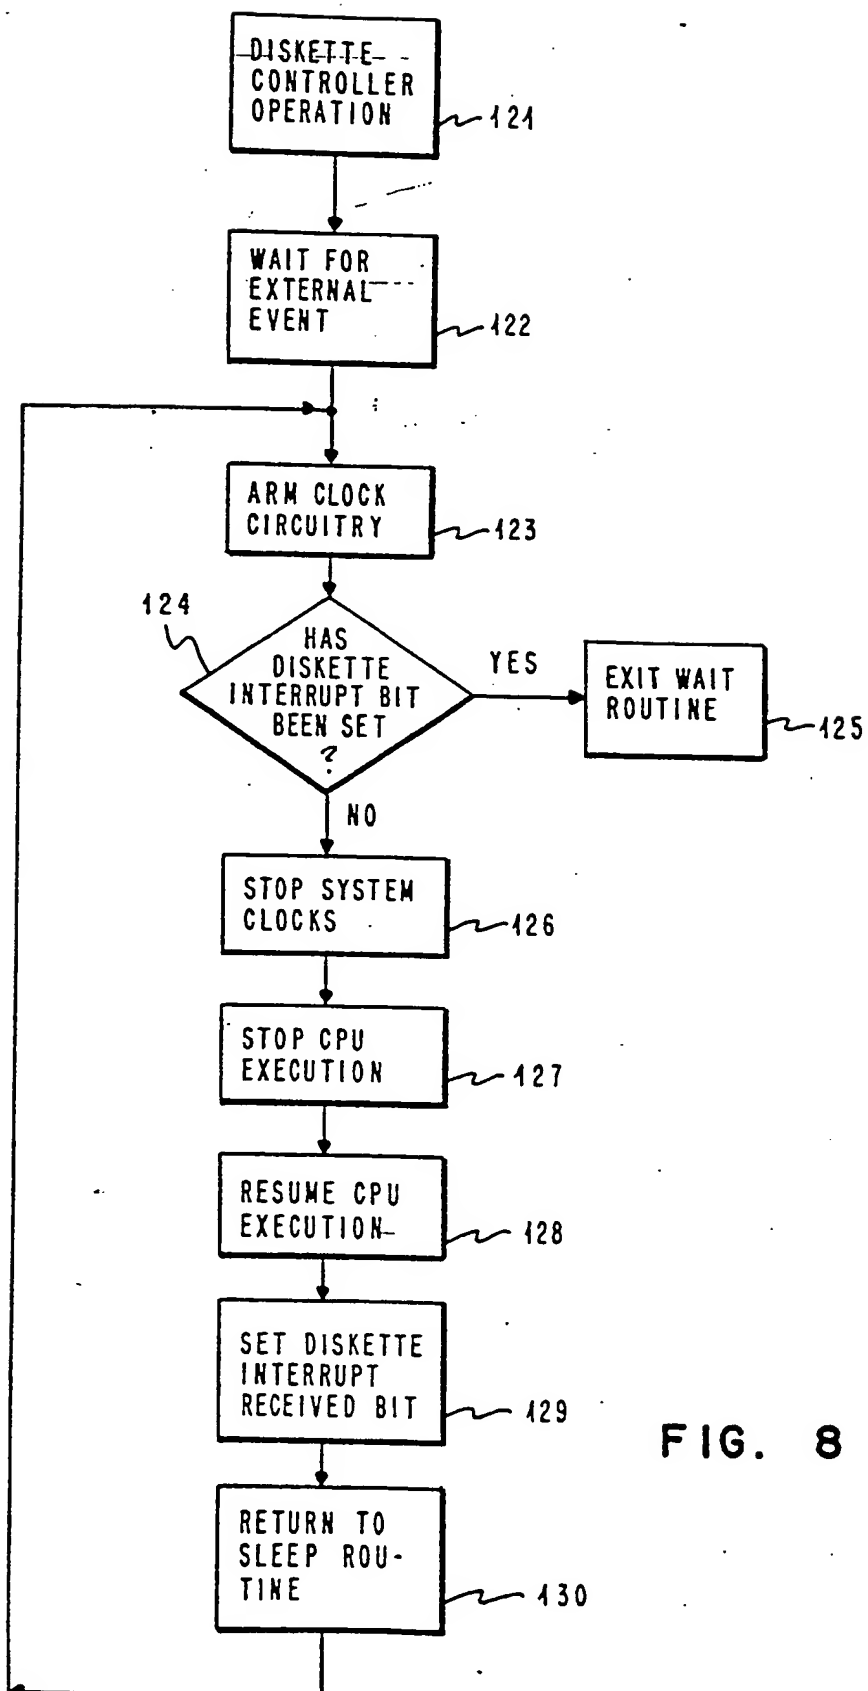 DISKETTE
CONTROLLER
OPERATION
121
WAIT FOR
EXTERNAL
EVENT
122
ARM CLOCK
CIRCUITRY
123
124
HAS
DISKETTE
INTERRUPT BIT
BEEN SET
?
YES
EXIT WAIT
ROUTINE
125
NO
STOP SYSTEM
CLOCKS
126
STOP CPU
EXECUTION
127
RESUME CPU
EXECUTION
128
SET DISKETTE
INTERRUPT
RECEIVED BIT
129
FIG. 8
RETURN TO
SLEEP ROU-
TINE
130